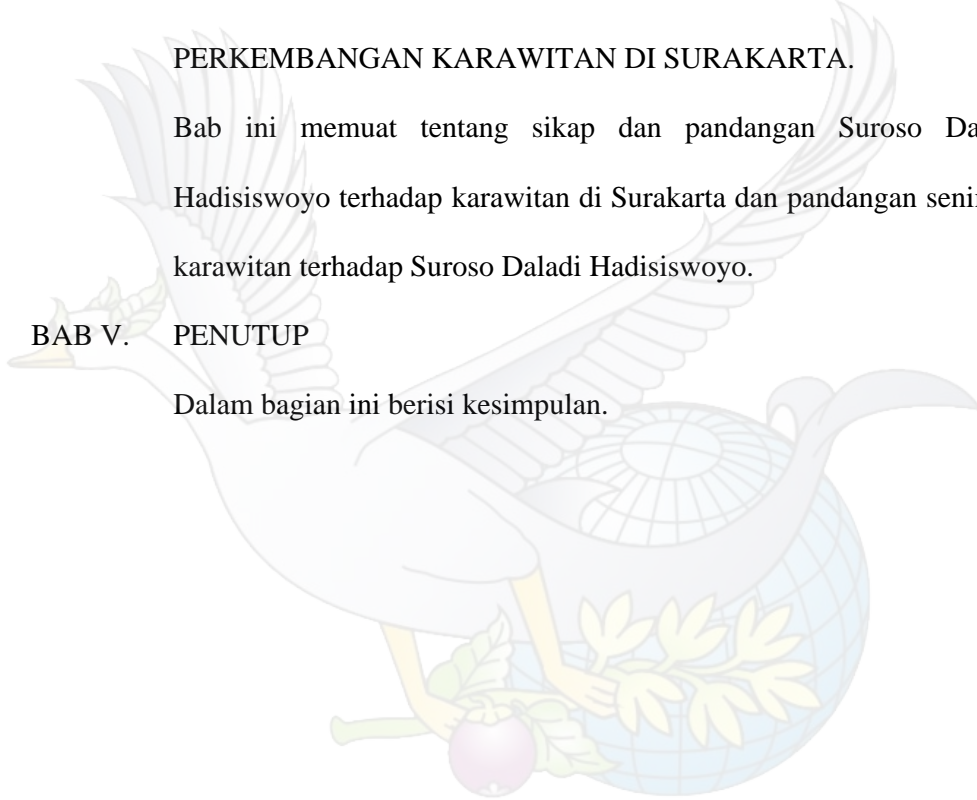 PERKEMBANGAN KARAWITAN DI SURAKARTA.
Bab ini memuat tentang sikap dan pandangan Suroso
Hadisiswoyo terhadap karawitan di Surakarta dan pandangan
karawitan terhadap Suroso Daladi Hadisiswoyo.
BAB V. PENUTUP
Dalam bagian ini berisi kesimpulan.